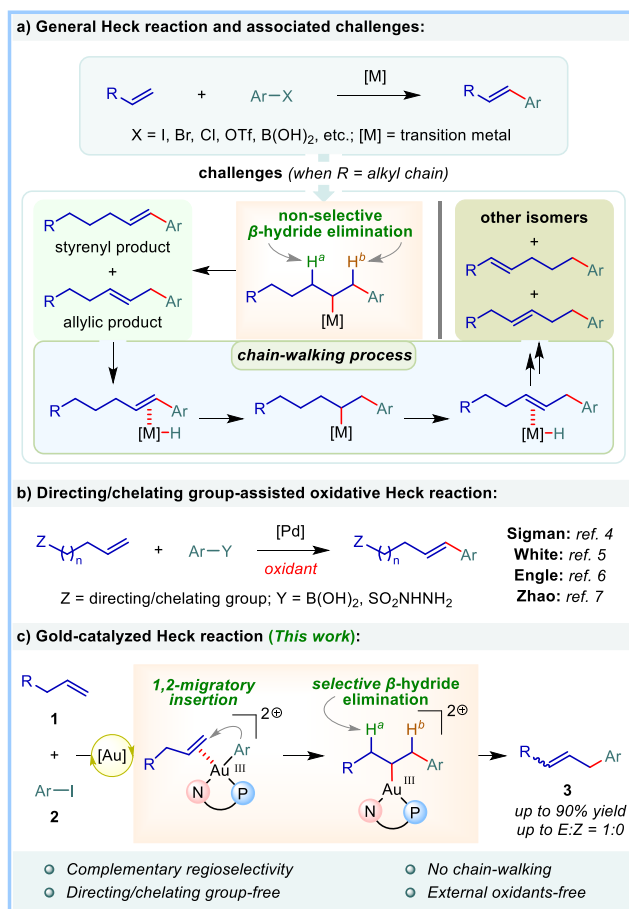 a) General Heck reaction and associated challenges:
R + Ar–X [M] R Ar
X = I, Br, Cl, OTf, B(OH)₂, etc.; [M] = transition metal
challenges (when R = alkyl chain)
R Ar
styrenyl product
+
R Ar
allylic product
non-selective
β-hydride elimination
Hᵃ Hᵇ
R Ar
[M]
other isomers
+
R Ar
+
R Ar
chain-walking process
R Ar
[M]–H
R Ar
[M]
R Ar
[M]–H
b) Directing/chelating group-assisted oxidative Heck reaction:
Z ( )n + Ar–Y [Pd] oxidant Z ( )n Ar
Z = directing/chelating group; Y = B(OH)₂, SO₂NHNH₂
Sigman: ref. 4
White: ref. 5
Engle: ref. 6
Zhao: ref. 7
c) Gold-catalyzed Heck reaction (This work):
R
1
+
Ar–I
2
[Au]
1,2-migratory
insertion
2⊕
R Ar
Au III
N P
selective β-hydride
elimination
2⊕
Hᵃ Hᵇ
R Ar
Au III
N P
R Ar
3
up to 90% yield
up to E:Z = 1:0
Complementary regioselectivity
No chain-walking
Directing/chelating group-free
External oxidants-free